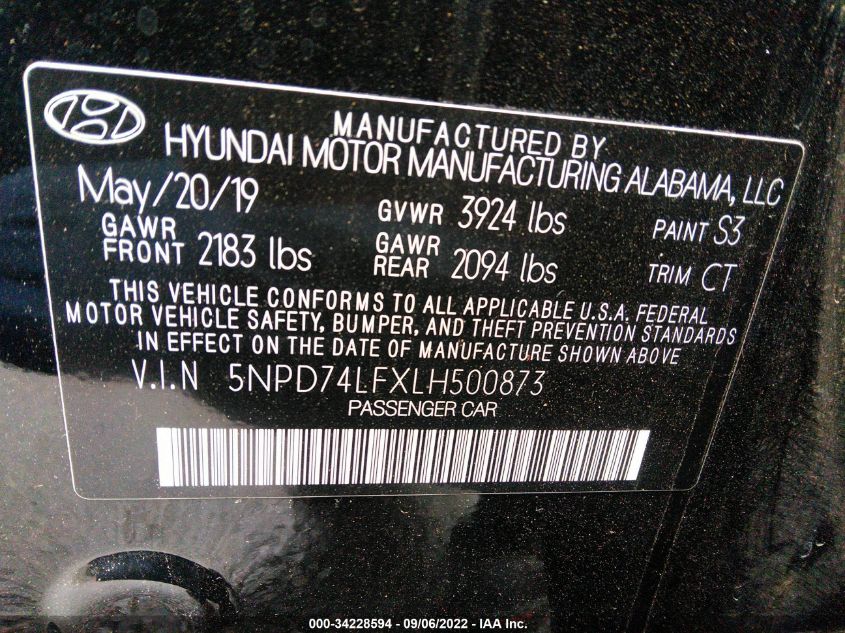 MANUFACTURED BY
HYUNDAI MOTOR MANUFACTURING ALABAMA, LLC
May/20/19 GVWR 3924 lbs PAINT S3
GAWR FRONT 2183 lbs GAWR REAR 2094 lbs TRIM CT
THIS VEHICLE CONFORMS TO ALL APPLICABLE U.S.A. FEDERAL
MOTOR VEHICLE SAFETY, BUMPER, AND THEFT PREVENTION STANDARDS
IN EFFECT ON THE DATE OF MANUFACTURE SHOWN ABOVE
V.I.N 5NPD74LFXLH500873
PASSENGER CAR
000-34228594 - 09/06/2022 - IAA Inc.